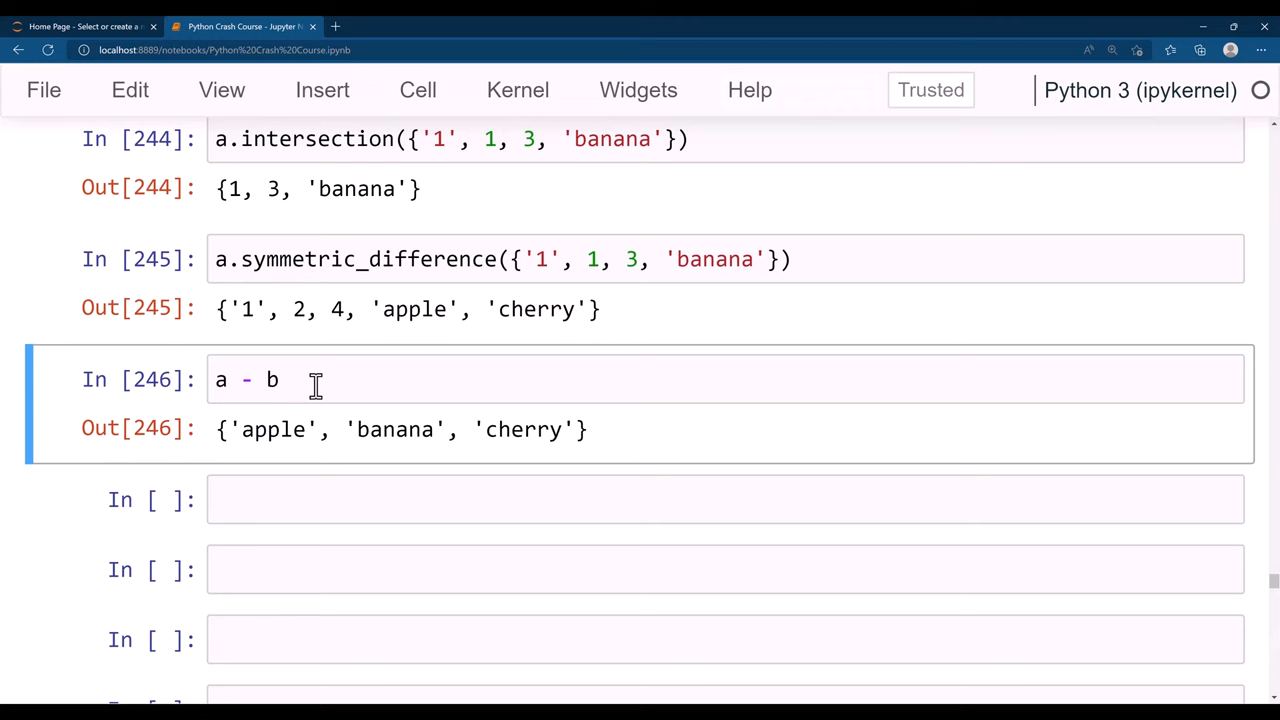 Home Page - Select or create a n
Python Crash Course - Jupyter N
localhost:8889/notebooks/Python%20Crash%20Course.ipynb
File Edit View Insert Cell Kernel Widgets Help Trusted Python 3 (ipykernel)
In [244]: a.intersection({'1', 1, 3, 'banana'})
Out[244]: {1, 3, 'banana'}
In [245]: a.symmetric_difference({'1', 1, 3, 'banana'})
Out[245]: {'1', 2, 4, 'apple', 'cherry'}
In [246]: a - b
Out[246]: {'apple', 'banana', 'cherry'}
In [ ]:
In [ ]:
In [ ]: